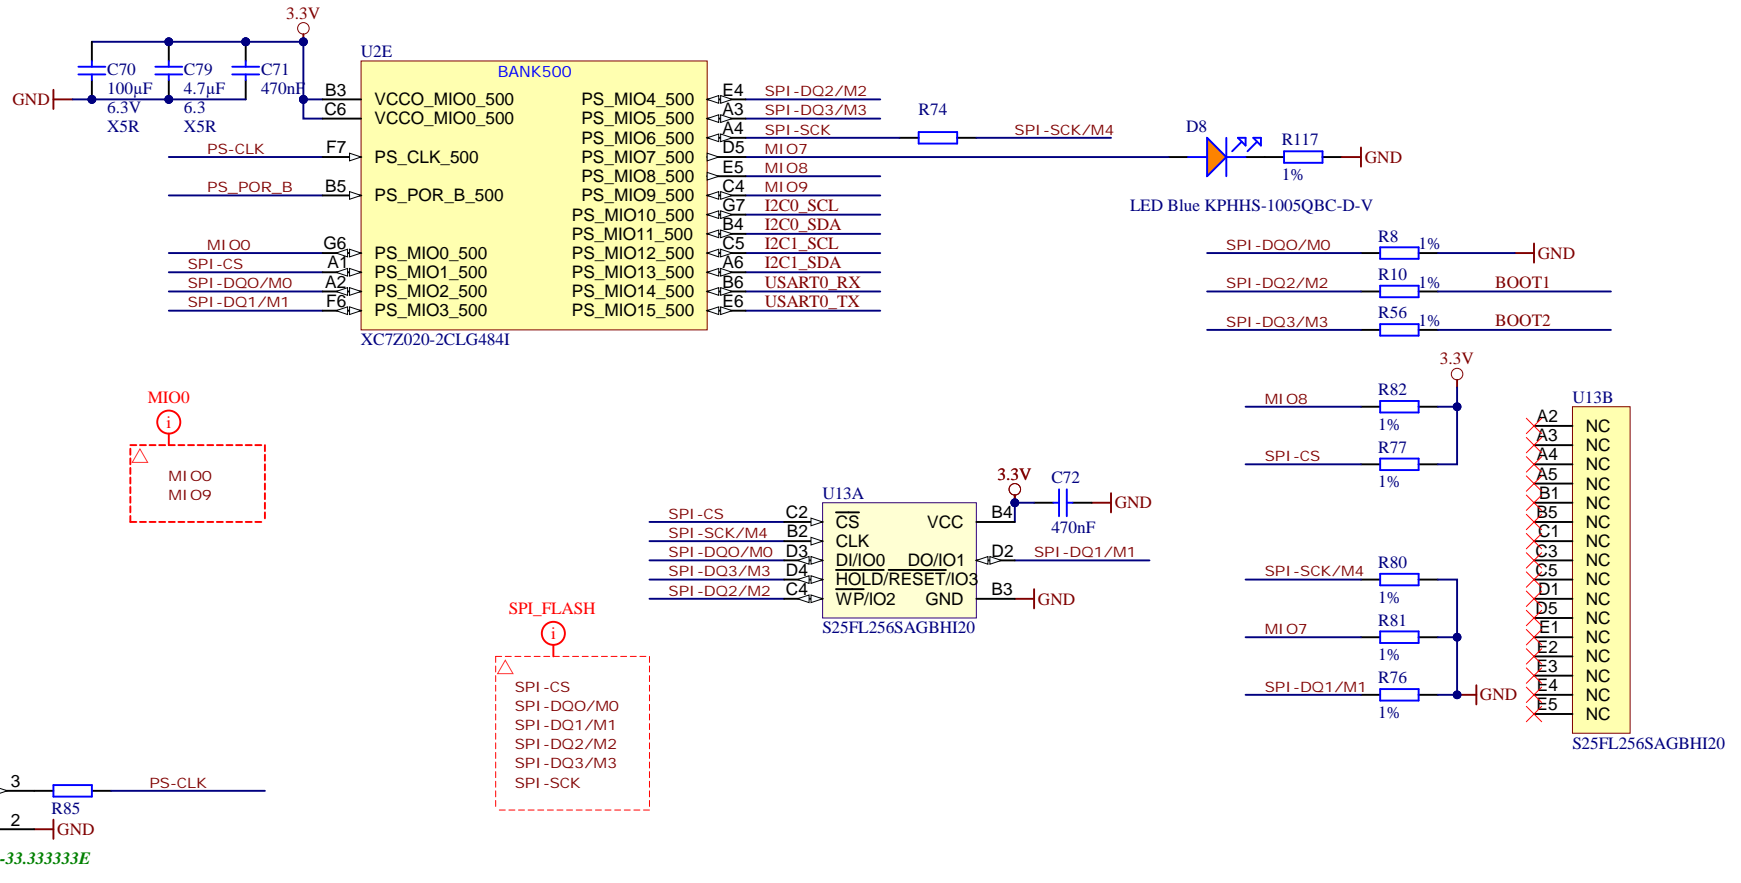 3.3V
C70
100µF
6.3V
X5R
C79
4.7µF
6.3
X5R
C71
470nF
GND
U2E
BANK500
B3 VCCO_MIO0_500
C6 VCCO_MIO0_500
PS-CLK F7 PS_CLK_500
PS_POR_B B5 PS_POR_B_500
MIO0 G6 PS_MIO0_500
SPI-CS A1 PS_MIO1_500
SPI-DQ0/M0 A2 PS_MIO2_500
SPI-DQ1/M1 F6 PS_MIO3_500
PS_MIO4_500 E4 SPI-DQ2/M2
PS_MIO5_500 A3 SPI-DQ3/M3
PS_MIO6_500 A4 SPI-SCK
PS_MIO7_500 D5 MIO7
PS_MIO8_500 E5 MIO8
PS_MIO9_500 C4 MIO9
PS_MIO10_500 G7 I2C0_SCL
PS_MIO11_500 B4 I2C0_SDA
PS_MIO12_500 C5 I2C1_SCL
PS_MIO13_500 A6 I2C1_SDA
PS_MIO14_500 B6 USART0_RX
PS_MIO15_500 E6 USART0_TX
XC7Z020-2CLG484I
R74
SPI-SCK/M4
D8
R117
1%
GND
LED Blue KPHHS-1005QBC-D-V
SPI-DQ0/M0 R8 1% GND
SPI-DQ2/M2 R10 1% BOOT1
SPI-DQ3/M3 R56 1% BOOT2
3.3V
MIO8 R82
1%
SPI-CS R77
1%
SPI-SCK/M4 R80
1%
MIO7 R81
1%
SPI-DQ1/M1 R76
1%
GND
U13B
A2 NC
A3 NC
A4 NC
A5 NC
B1 NC
B5 NC
C1 NC
C3 NC
C5 NC
D1 NC
D5 NC
E1 NC
E2 NC
E3 NC
E4 NC
E5 NC
S25FL256SAGBHI20
MIO0
i
MIO0
MIO9
3.3V
C72
470nF
GND
U13A
SPI-CS C2 CS
SPI-SCK/M4 B2 CLK
SPI-DQ0/M0 D3 DI/IO0
SPI-DQ3/M3 D4 HOLD/RESET/IO3
SPI-DQ2/M2 C4 WP/IO2
VCC B4
DO/IO1 D2 SPI-DQ1/M1
GND B3 GND
S25FL256SAGBHI20
SPI_FLASH
i
SPI-CS
SPI-DQ0/M0
SPI-DQ1/M1
SPI-DQ2/M2
SPI-DQ3/M3
SPI-SCK
3 PS-CLK
R85
2 GND
-33.333333E